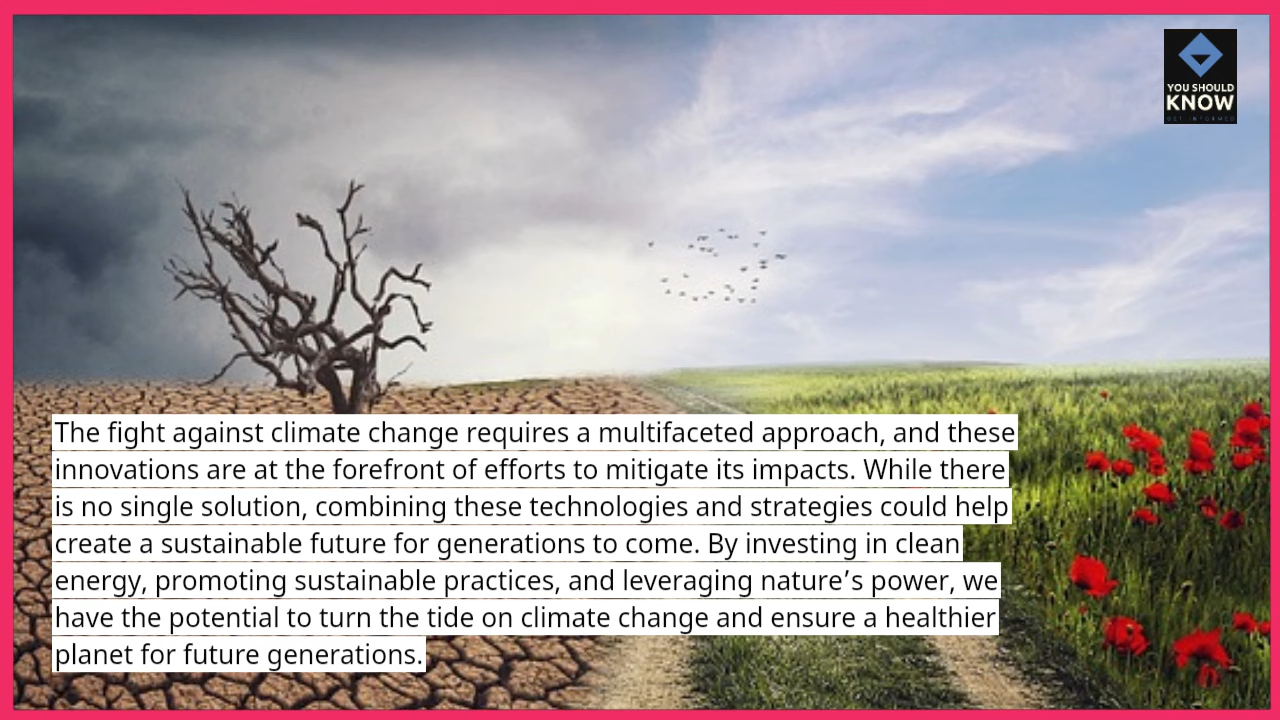 YOU SHOULD
KNOW
GET INFORMED
The fight against climate change requires a multifaceted approach, and these
innovations are at the forefront of efforts to mitigate its impacts. While there
is no single solution, combining these technologies and strategies could help
create a sustainable future for generations to come. By investing in clean
energy, promoting sustainable practices, and leveraging nature’s power, we
have the potential to turn the tide on climate change and ensure a healthier
planet for future generations.